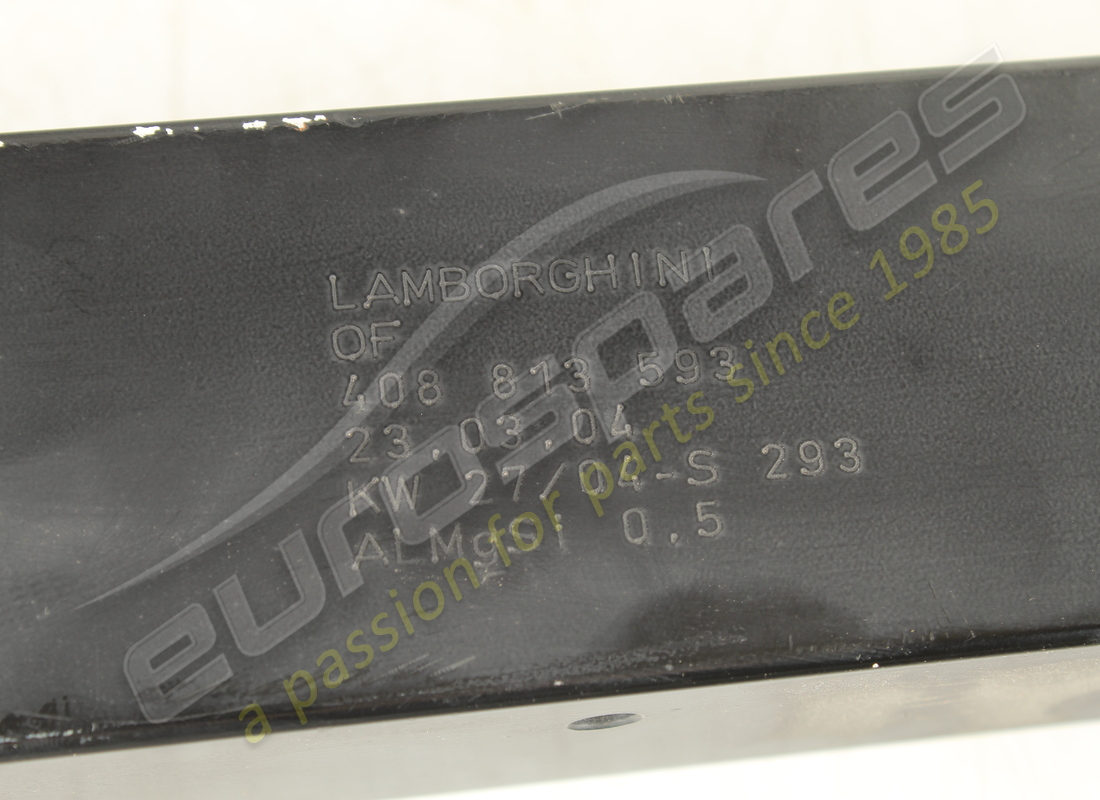 LAMBORGHINI
OF
408 813 593
23.03.04
KW 27/04-S 293
ALMgSi 0.5
eurospares
a passion for parts since 1985